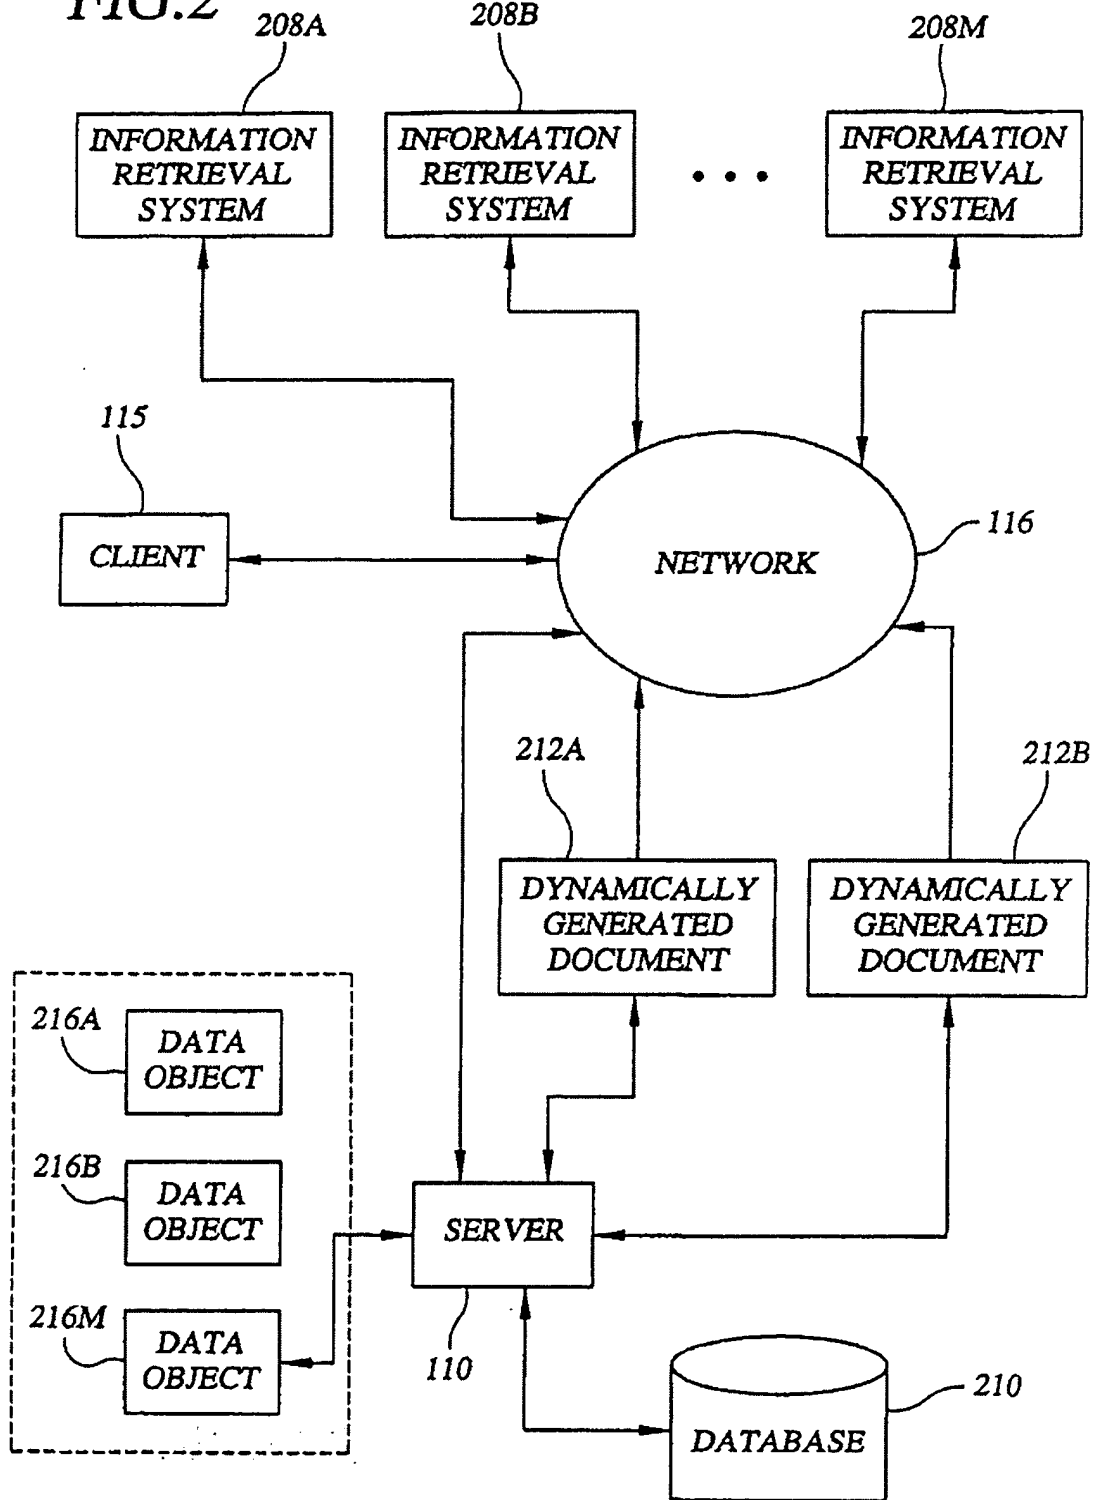 FIG.2
208A
208B
208M
INFORMATION
RETRIEVAL
SYSTEM
INFORMATION
RETRIEVAL
SYSTEM
• • •
INFORMATION
RETRIEVAL
SYSTEM
115
CLIENT
NETWORK
116
212A
212B
DYNAMICALLY
GENERATED
DOCUMENT
DYNAMICALLY
GENERATED
DOCUMENT
216A
DATA
OBJECT
216B
DATA
OBJECT
216M
DATA
OBJECT
SERVER
110
DATABASE
210